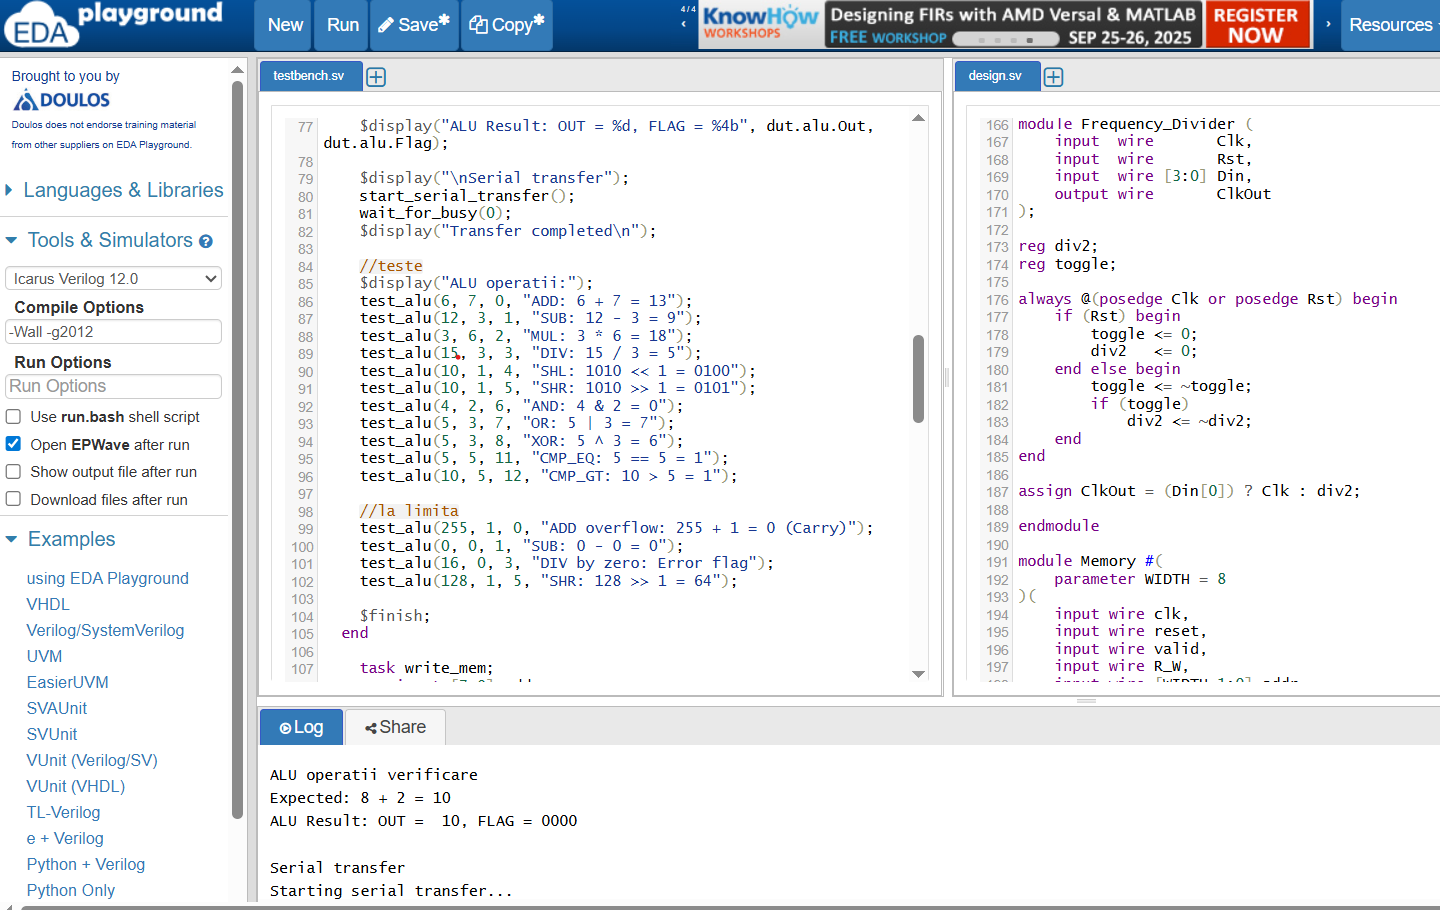 EDA playground
New
Run
Save*
Copy*
4 / 4
‹
KnowHow
WORKSHOPS
Designing FIRs with AMD Versal & MATLAB
FREE WORKSHOP
SEP 25-26, 2025
REGISTER
NOW
›
Resources
Brought to you by
DOULOS
Doulos does not endorse training material
from other suppliers on EDA Playground.
Languages & Libraries
Tools & Simulators ?
Icarus Verilog 12.0
Compile Options
-Wall -g2012
Run Options
Run Options
Use run.bash shell script
Open EPWave after run
Show output file after run
Download files after run
Examples
using EDA Playground
VHDL
Verilog/SystemVerilog
UVM
EasierUVM
SVAUnit
SVUnit
VUnit (Verilog/SV)
VUnit (VHDL)
TL-Verilog
e + Verilog
Python + Verilog
Python Only
testbench.sv
77 $display("ALU Result: OUT = %d, FLAG = %4b", dut.alu.Out,
dut.alu.Flag);
78
79 $display("\nSerial transfer");
80 start_serial_transfer();
81 wait_for_busy(0);
82 $display("Transfer completed\n");
83
84 //teste
85 $display("ALU operatii:");
86 test_alu(6, 7, 0, "ADD: 6 + 7 = 13");
87 test_alu(12, 3, 1, "SUB: 12 - 3 = 9");
88 test_alu(3, 6, 2, "MUL: 3 * 6 = 18");
89 test_alu(15, 3, 3, "DIV: 15 / 3 = 5");
90 test_alu(10, 1, 4, "SHL: 1010 << 1 = 0100");
91 test_alu(10, 1, 5, "SHR: 1010 >> 1 = 0101");
92 test_alu(4, 2, 6, "AND: 4 & 2 = 0");
93 test_alu(5, 3, 7, "OR: 5 | 3 = 7");
94 test_alu(5, 3, 8, "XOR: 5 ^ 3 = 6");
95 test_alu(5, 5, 11, "CMP_EQ: 5 == 5 = 1");
96 test_alu(10, 5, 12, "CMP_GT: 10 > 5 = 1");
97
98 //la limita
99 test_alu(255, 1, 0, "ADD overflow: 255 + 1 = 0 (Carry)");
100 test_alu(0, 0, 1, "SUB: 0 - 0 = 0");
101 test_alu(16, 0, 3, "DIV by zero: Error flag");
102 test_alu(128, 1, 5, "SHR: 128 >> 1 = 64");
103
104 $finish;
105 end
106
107 task write_mem;
design.sv
166 module Frequency_Divider (
167 input wire Clk,
168 input wire Rst,
169 input wire [3:0] Din,
170 output wire ClkOut
171 );
172
173 reg div2;
174 reg toggle;
175
176 always @(posedge Clk or posedge Rst) begin
177 if (Rst) begin
178 toggle <= 0;
179 div2 <= 0;
180 end else begin
181 toggle <= ~toggle;
182 if (toggle)
183 div2 <= ~div2;
184 end
185 end
186
187 assign ClkOut = (Din[0]) ? Clk : div2;
188
189 endmodule
190
191 module Memory #(
192 parameter WIDTH = 8
193 )(
194 input wire clk,
195 input wire reset,
196 input wire valid,
197 input wire R_W,
Log
Share
ALU operatii verificare
Expected: 8 + 2 = 10
ALU Result: OUT = 10, FLAG = 0000
Serial transfer
Starting serial transfer...